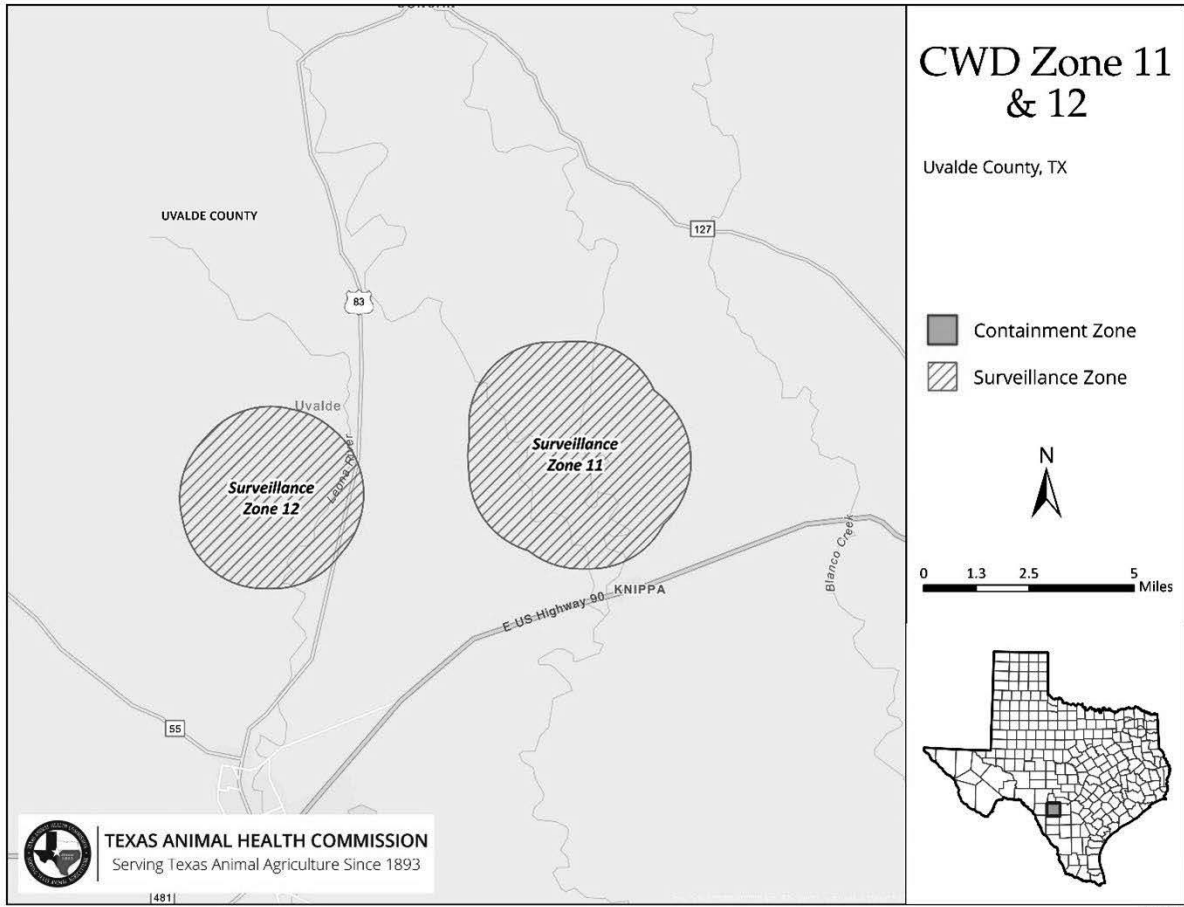 CWD Zone 11
& 12
Uvalde County, TX
Containment Zone
Surveillance Zone
N
0 1.3 2.5 5
Miles
UVALDE COUNTY
127
83
Uvalde
Leona River
Surveillance
Zone 11
Surveillance
Zone 12
Blanco Creek
KNIPPA
E US Highway 90
55
TEXAS ANIMAL HEALTH COMMISSION
Serving Texas Animal Agriculture Since 1893
481